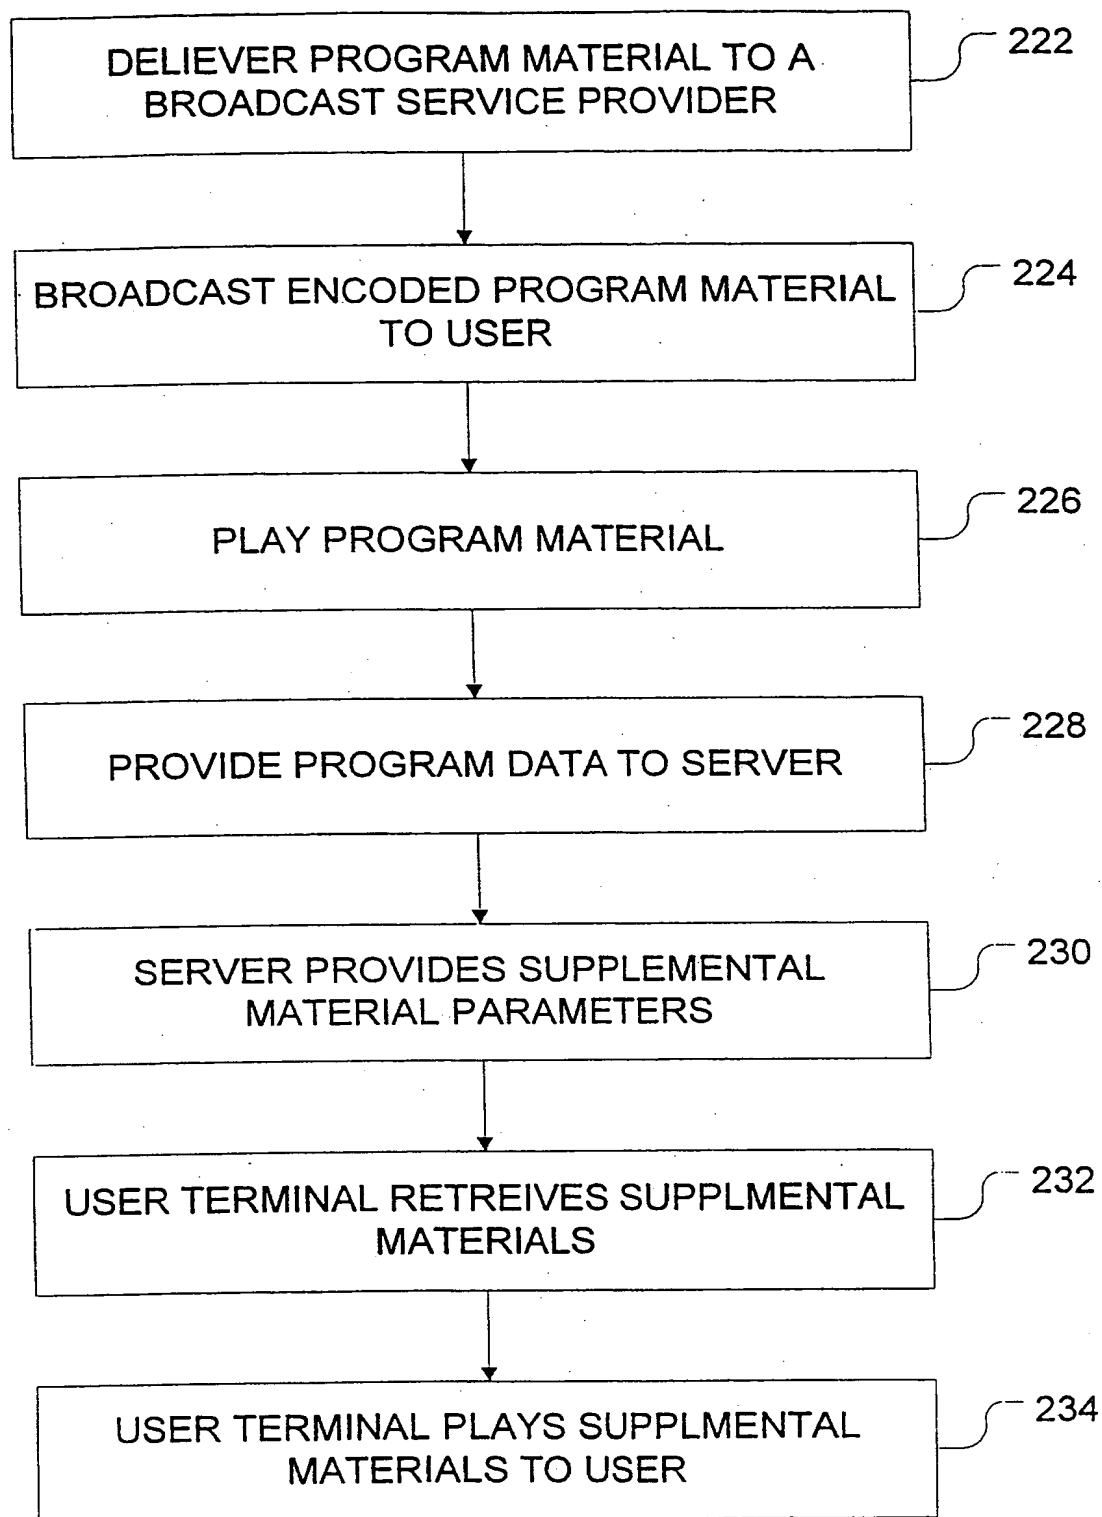 DELIEVER PROGRAM MATERIAL TO A
BROADCAST SERVICE PROVIDER
222
BROADCAST ENCODED PROGRAM MATERIAL
TO USER
224
PLAY PROGRAM MATERIAL
226
PROVIDE PROGRAM DATA TO SERVER
228
SERVER PROVIDES SUPPLEMENTAL
MATERIAL PARAMETERS
230
USER TERMINAL RETREIVES SUPPLMENTAL
MATERIALS
232
USER TERMINAL PLAYS SUPPLMENTAL
MATERIALS TO USER
234